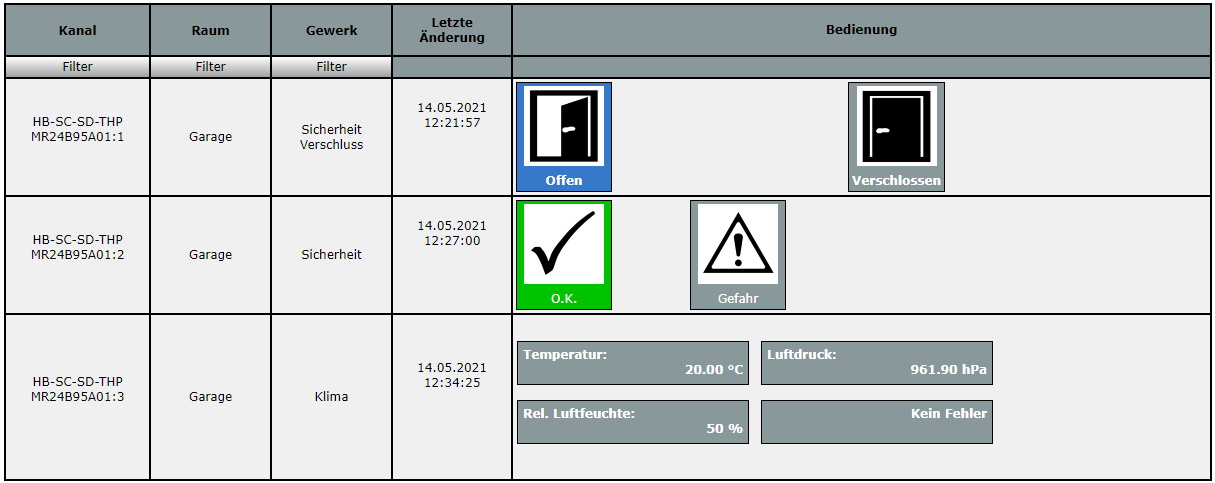 Kanal
Raum
Gewerk
Letzte
Änderung
Bedienung
Filter
Filter
Filter
HB-SC-SD-THP
MR24B95A01:1
Garage
Sicherheit
Verschluss
14.05.2021
12:21:57
Offen
Verschlossen
HB-SC-SD-THP
MR24B95A01:2
Garage
Sicherheit
14.05.2021
12:27:00
O.K.
Gefahr
HB-SC-SD-THP
MR24B95A01:3
Garage
Klima
14.05.2021
12:34:25
Temperatur:
20.00 °C
Luftdruck:
961.90 hPa
Rel. Luftfeuchte:
50 %
Kein Fehler